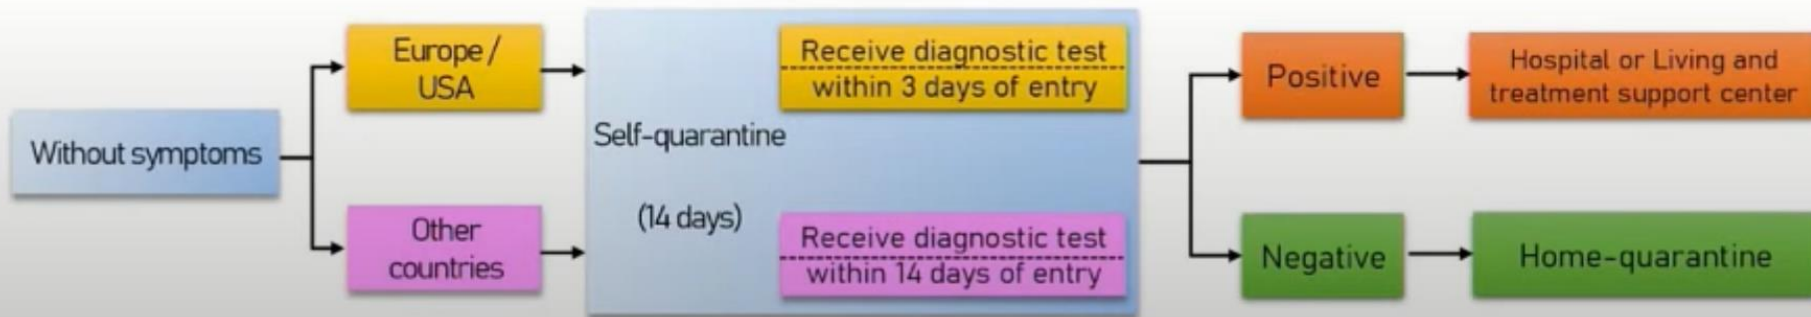 Without symptoms
Europe/
USA
Other
countries
Self-quarantine
(14 days)
Receive diagnostic test
within 3 days of entry
Receive diagnostic test
within 14 days of entry
Positive
Negative
Hospital or Living and
treatment support center
Home-quarantine